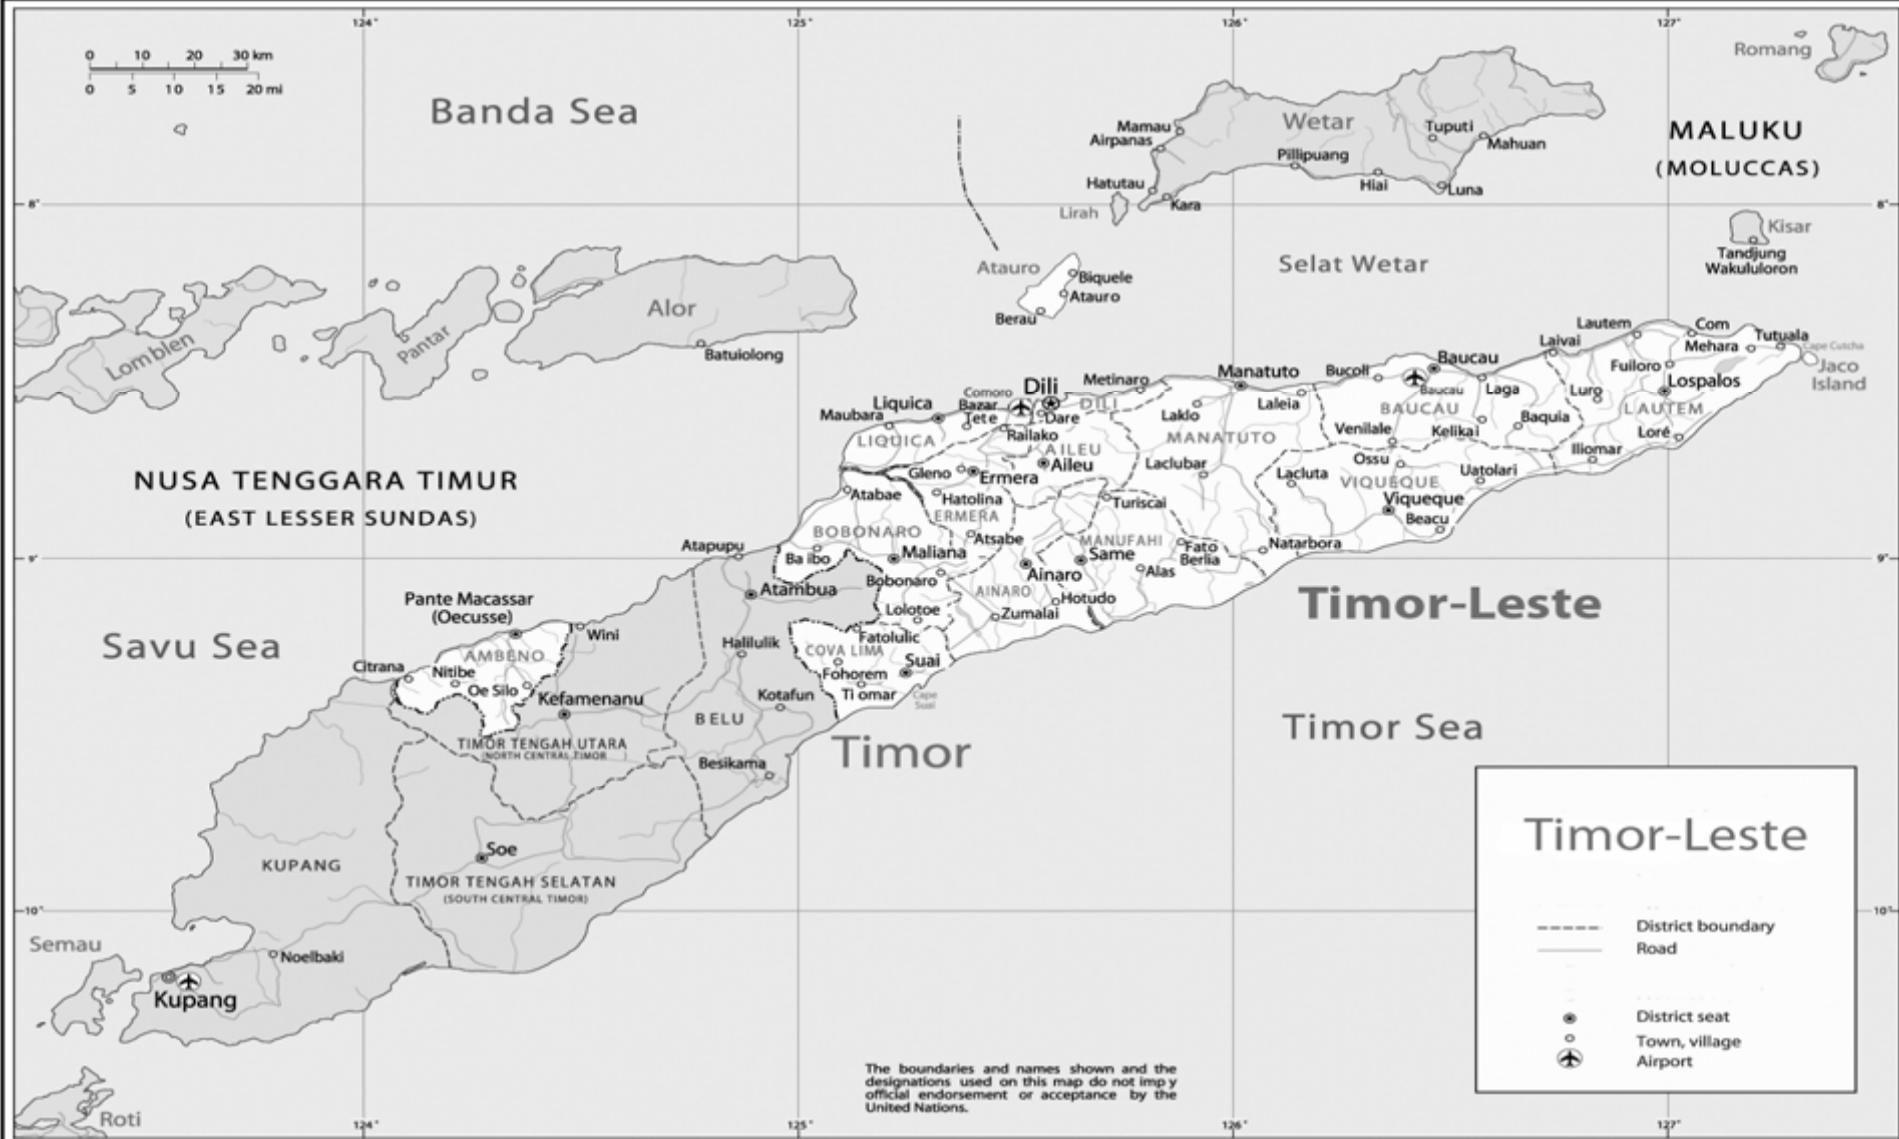 124°
125°
126°
127°
0 10 20 30 km
0 5 10 15 20 mi
Romang
Banda Sea
Wetar
Mamau
Airpanas
Tuputi
Mahuan
MALUKU
(MOLUCCAS)
Pillipuang
Hatutau
Hiai
Luna
Lirah
Kara
8°
8°
Kisar
Tandjung
Wakululoron
Atauro
Biquele
Atauro
Berau
Selat Wetar
Alor
Pantar
Lomblen
Batuiolong
Lautem
Com
Laivai
Mehara
Tutuala
Cape Cutcha
Jaco
Island
Baucau
Bucoli
Baucau
Laga
Fuiloro
Luro
Lospalos
Manatuto
Metinaro
Dili
Comoro
Bazar
Tete
Dare
DILI
Liquica
Maubara
Laklo
Laleia
BAUCAU
Baquia
LAUTEM
Loré
LIQUICA
Railako
AILEU
MANATUTO
Venilale
Kelikai
Iliomar
Gleno
Ermera
Aileu
Laclubar
Ossu
Lacluta
Uatolari
VIQUEQUE
Viqueque
Beacu
NUSA TENGGARA TIMUR
(EAST LESSER SUNDAS)
Atabae
Hatolina
ERMERA
Turiscai
BOBONARO
Atsabe
MANUFAHI
Atapupu
Ba ibo
Maliana
Same
Fato
Berlia
Natarbora
9°
9°
Atambua
Bobonaro
Ainaro
Alas
AINARO
Hotudo
Timor-Leste
Pante Macassar
(Oecusse)
Lolotoe
Zumalai
Savu Sea
Wini
Fatolulic
Halilulik
COVA LIMA
AMBENO
Citrana
Nitibe
Suai
Oe Silo
Fohorem
Kefamenanu
Kotafun
Ti omar
Cape
Suai
BELU
Timor Sea
TIMOR TENGAH UTARA
(NORTH CENTRAL TIMOR)
Timor
Besikama
Soe
KUPANG
TIMOR TENGAH SELATAN
(SOUTH CENTRAL TIMOR)
10°
10°
Semau
Noelbaki
Kupang
Roti
Timor-Leste
District boundary
Road
District seat
Town, village
Airport
The boundaries and names shown and the
designations used on this map do not imp y
official endorsement or acceptance by the
United Nations.
124°
125°
126°
127°